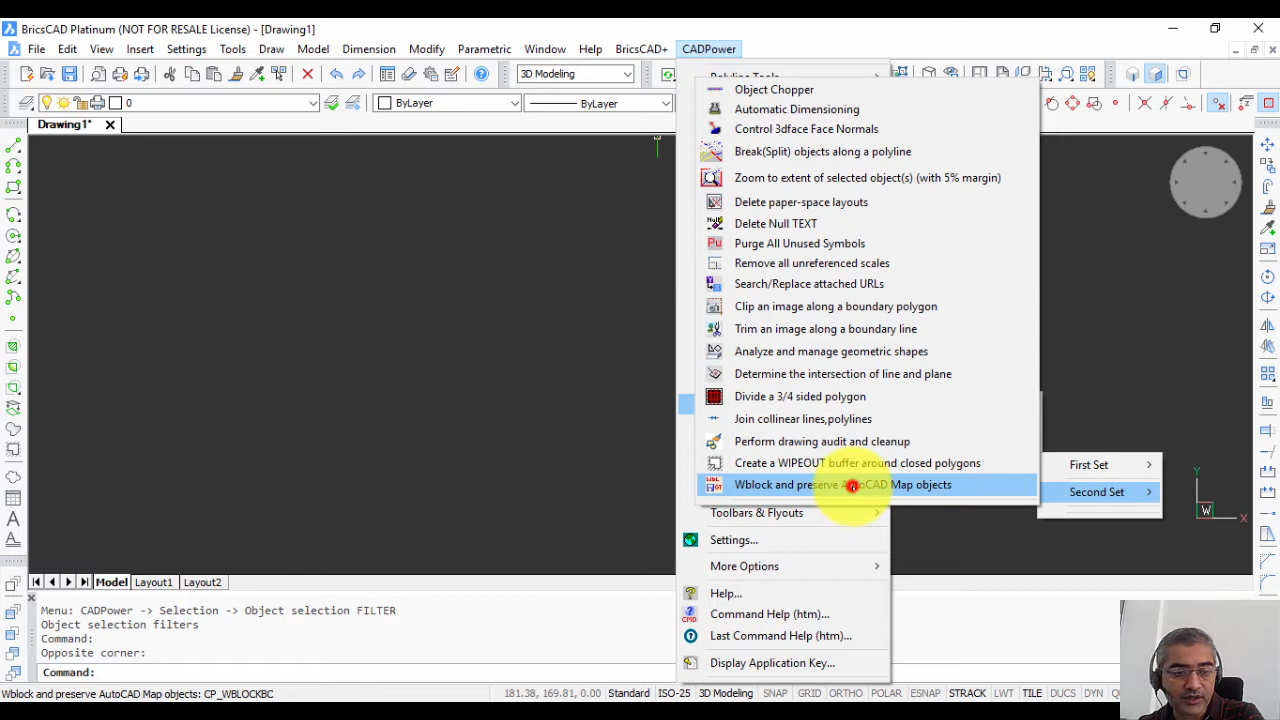 BricsCAD Platinum (NOT FOR RESALE License) - [Drawing1]
File Edit View Insert Settings Tools Draw Model Dimension Modify Parametric Window Help BricsCAD+ CADPower
3D Modeling
0 ByLayer ByLayer
Drawing1*
Object Chopper
Automatic Dimensioning
Control 3dface Face Normals
Break(Split) objects along a polyline
Zoom to extent of selected object(s) (with 5% margin)
Delete paper-space layouts
Delete Null TEXT
Purge All Unused Symbols
Remove all unreferenced scales
Search/Replace attached URLs
Clip an image along a boundary polygon
Trim an image along a boundary line
Analyze and manage geometric shapes
Determine the intersection of line and plane
Divide a 3/4 sided polygon
Join collinear lines,polylines
Perform drawing audit and cleanup
Create a WIPEOUT buffer around closed polygons
Wblock and preserve AutoCAD Map objects
First Set
Second Set
Toolbars & Flyouts
Settings...
More Options
Help...
Command Help (htm)...
Last Command Help (htm)...
Display Application Key...
Y
W
X
Model Layout1 Layout2
Menu: CADPower -> Selection -> Object selection FILTER
Object selection filters
Command:
Opposite corner:
Command:
Wblock and preserve AutoCAD Map objects: CP_WBLOCKBC
181.38, 169.81, 0.00 Standard ISO-25 3D Modeling SNAP GRID ORTHO POLAR ESNAP STRACK LWT TILE DUCS DYN